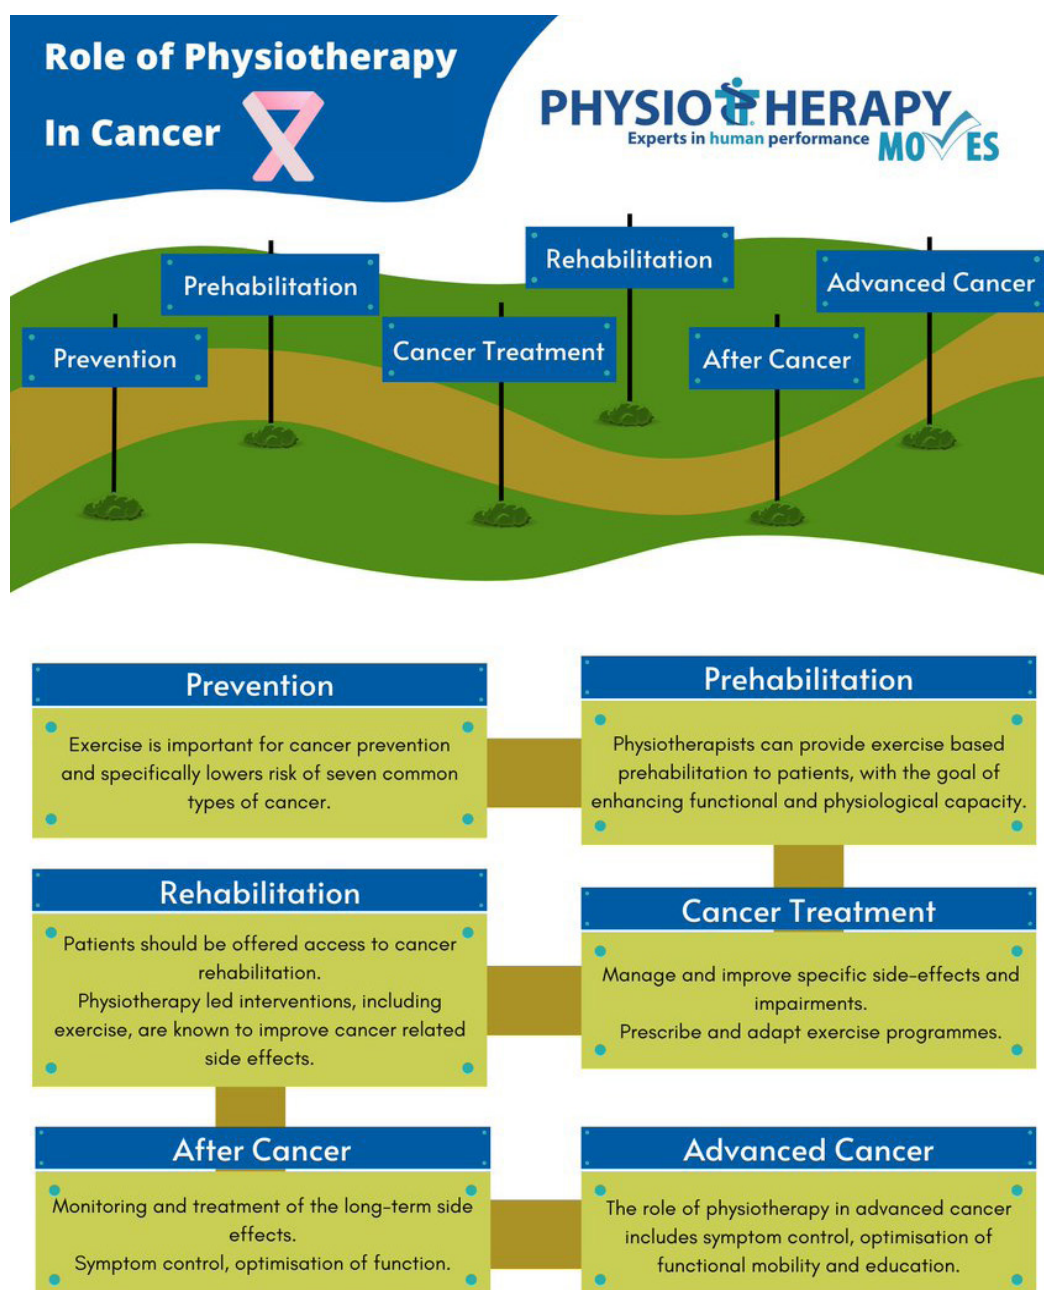 Role of Physiotherapy
In Cancer
PHYSIOTHERAPY
Experts in human performance
MOVES
Prevention
Prehabilitation
Cancer Treatment
Rehabilitation
After Cancer
Advanced Cancer
Prevention
Exercise is important for cancer prevention
and specifically lowers risk of seven common
types of cancer.
Prehabilitation
Physiotherapists can provide exercise based
prehabilitation to patients, with the goal of
enhancing functional and physiological capacity.
Cancer Treatment
Manage and improve specific side-effects and
impairments.
Prescribe and adapt exercise programmes.
Rehabilitation
Patients should be offered access to cancer
rehabilitation.
Physiotherapy led interventions, including
exercise, are known to improve cancer related
side effects.
After Cancer
Monitoring and treatment of the long-term side
effects.
Symptom control, optimisation of function.
Advanced Cancer
The role of physiotherapy in advanced cancer
includes symptom control, optimisation of
functional mobility and education.